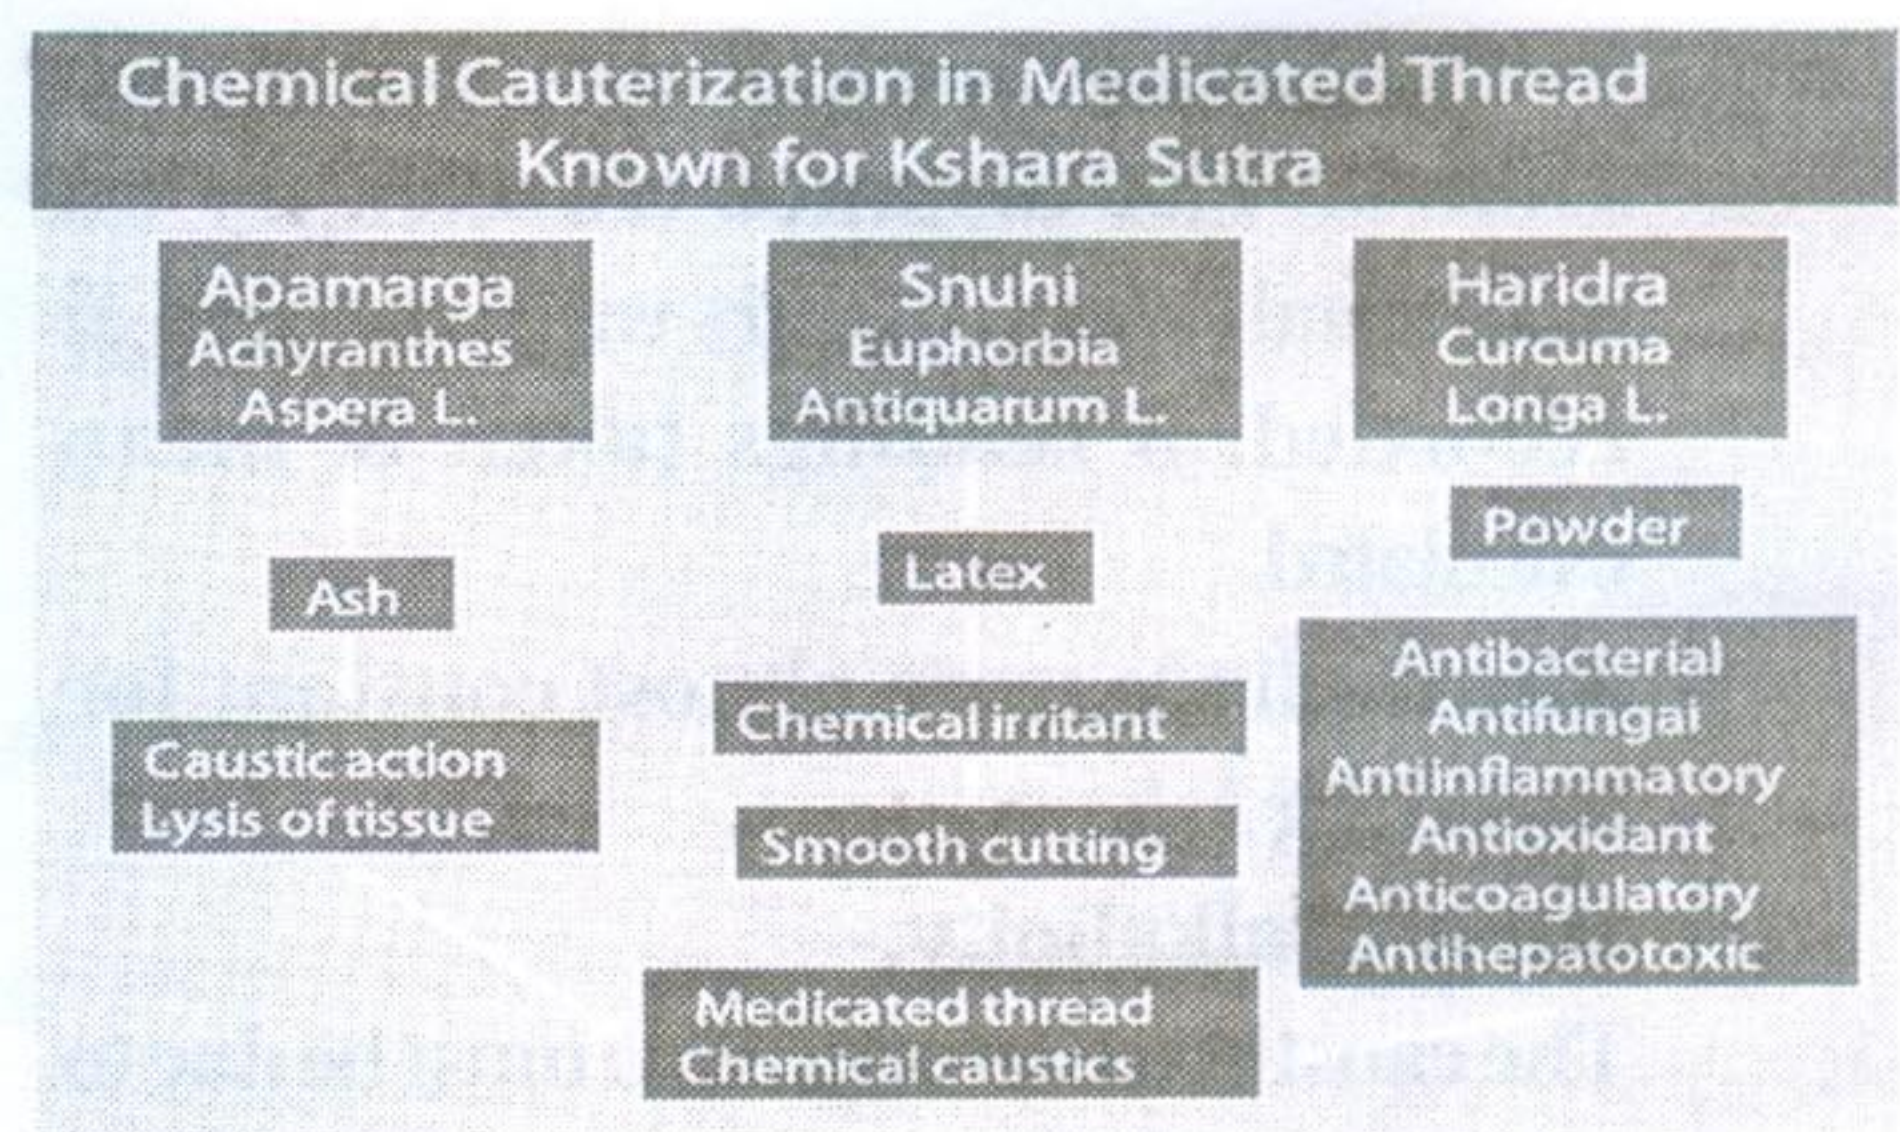 Chemical Cauterization in Medicated Thread
Known for Kshara Sutra
Apamarga
Achyranthes
Aspera L.
Snuhi
Euphorbia
Antiquarum L.
Haridra
Curcuma
Longa L.
Ash
Latex
Powder
Caustic action
Lysis of tissue
Chemical irritant
Smooth cutting
Antibacterial
Antifungai
Antiinflammatory
Antioxidant
Anticoagulatory
Antihepatotoxic
Medicated thread
Chemical caustics